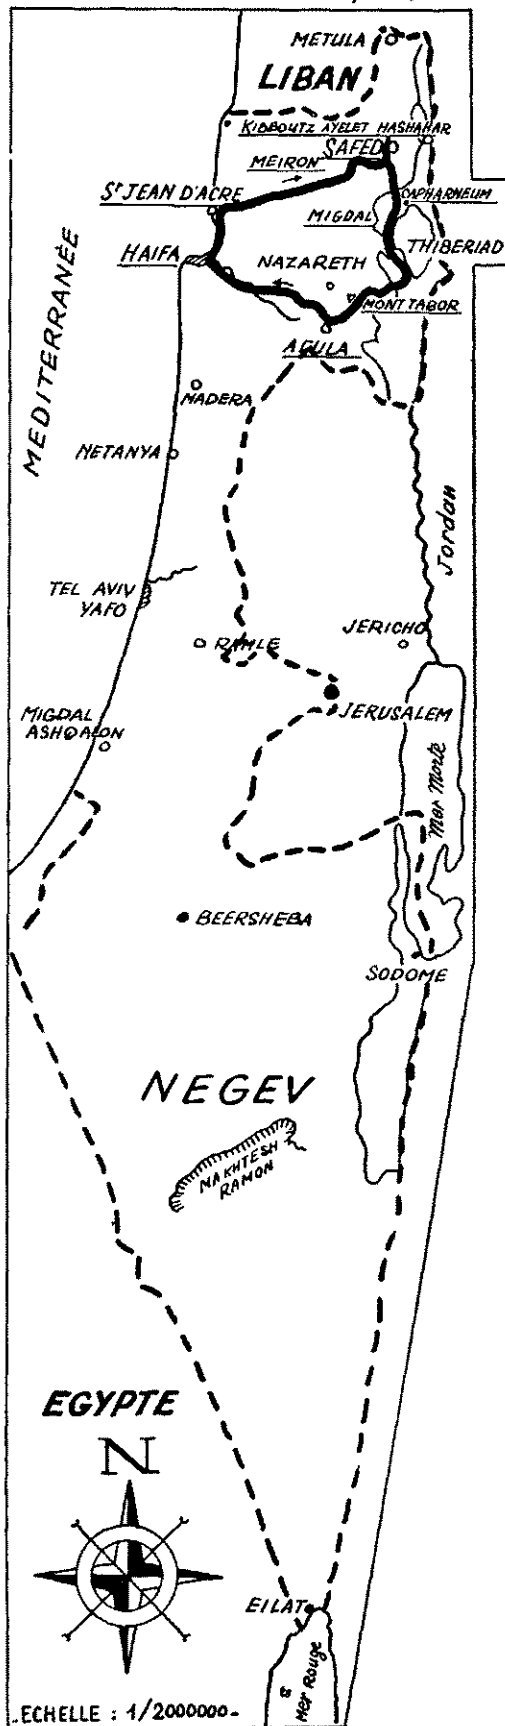 METULA
LIBAN
KIBBOUTZ AYELET HASHAHAR
SAFED
MEIRON
ST JEAN D'ACRE
CAPHARNEUM
MIGDAL
THIBERIAD
HAIFA
NAZARETH
MONT TABOR
AFULA
MEDITERRANÉE
MADERA
NETANYA
Jordan
TEL AVIV
YAFO
RAMLE
JERICHO
JERUSALEM
MIGDAL
ASHQALON
Mer Morte
BEERSHEBA
SODOME
NEGEV
MAKHTESH
RAMON
EGYPTE
N
EILAT
Mer Rouge
ECHELLE : 1/2000000-